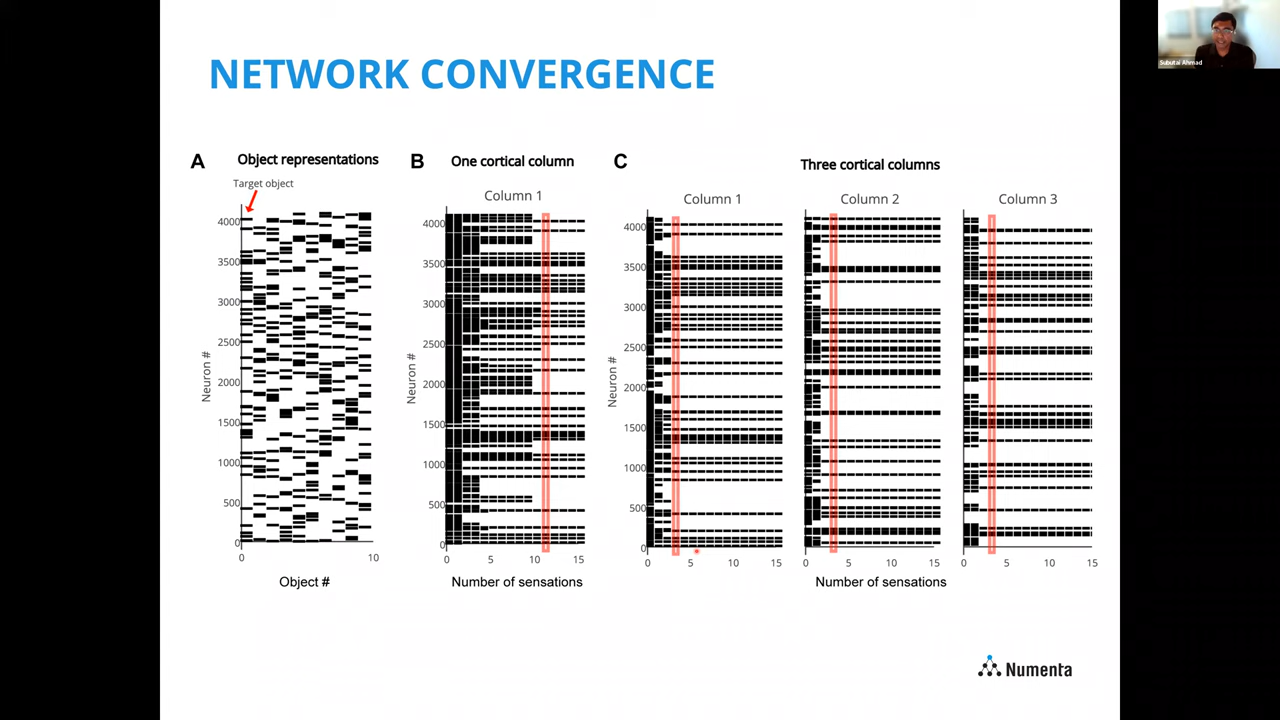 NETWORK CONVERGENCE
Subutai Ahmad
A
Object representations
Target object
Neuron #
4000
3500
3000
2500
2000
1500
1000
500
0
0
10
Object #
B
One cortical column
Column 1
Neuron #
4000
3500
3000
2500
2000
1500
1000
500
0
0 5 10 15
Number of sensations
C
Three cortical columns
Column 1
Column 2
Column 3
Neuron #
4000
3500
3000
2500
2000
1500
1000
500
0
0 5 10 15
0 5 10 15
0 5 10 15
Number of sensations
Numenta